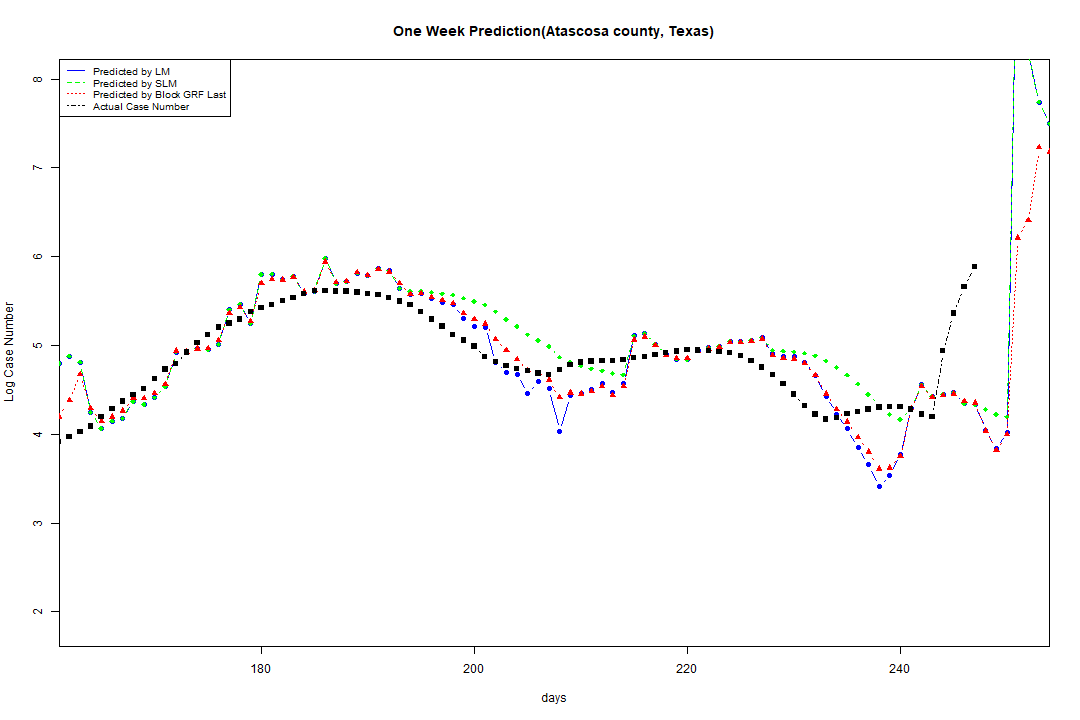 One Week Prediction(Atascosa county, Texas)
Predicted by LM
Predicted by SLM
Predicted by Block GRF Last
Actual Case Number
Log Case Number
8
7
6
5
4
3
2
180
200
220
240
days